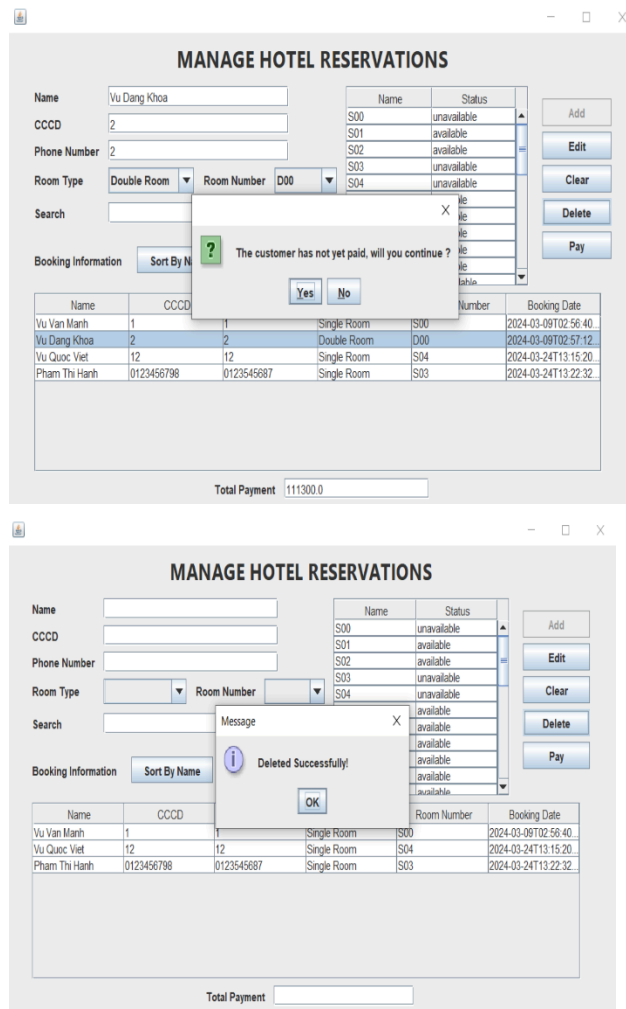 MANAGE HOTEL RESERVATIONS
Name Vu Dang Khoa
CCCD 2
Phone Number 2
Room Type Double Room Room Number D00
Search
Booking Information Sort By
Name Status
S00 unavailable
S01 available
S02 available
S03 unavailable
S04 unavailable
Add
Edit
Clear
Delete
Pay
X
? The customer has not yet paid, will you continue ?
Yes No
Name CCCD Number Booking Date
Vu Van Manh 1 1 Single Room S00 2024-03-09T02:56:40...
Vu Dang Khoa 2 2 Double Room D00 2024-03-09T02:57:12...
Vu Quoc Viet 12 12 Single Room S04 2024-03-24T13:15:20...
Pham Thi Hanh 0123456798 0123545687 Single Room S03 2024-03-24T13:22:32...
Total Payment 111300.0
MANAGE HOTEL RESERVATIONS
Name
CCCD
Phone Number
Room Type Room Number
Search
Booking Information Sort By Name
Name Status
S00 unavailable
S01 available
S02 available
S03 unavailable
S04 unavailable
available
available
available
available
available
available
Add
Edit
Clear
Delete
Pay
Message X
i Deleted Successfully!
OK
Name CCCD Room Number Booking Date
Vu Van Manh 1 1 Single Room S00 2024-03-09T02:56:40...
Vu Quoc Viet 12 12 Single Room S04 2024-03-24T13:15:20...
Pham Thi Hanh 0123456798 0123545687 Single Room S03 2024-03-24T13:22:32...
Total Payment